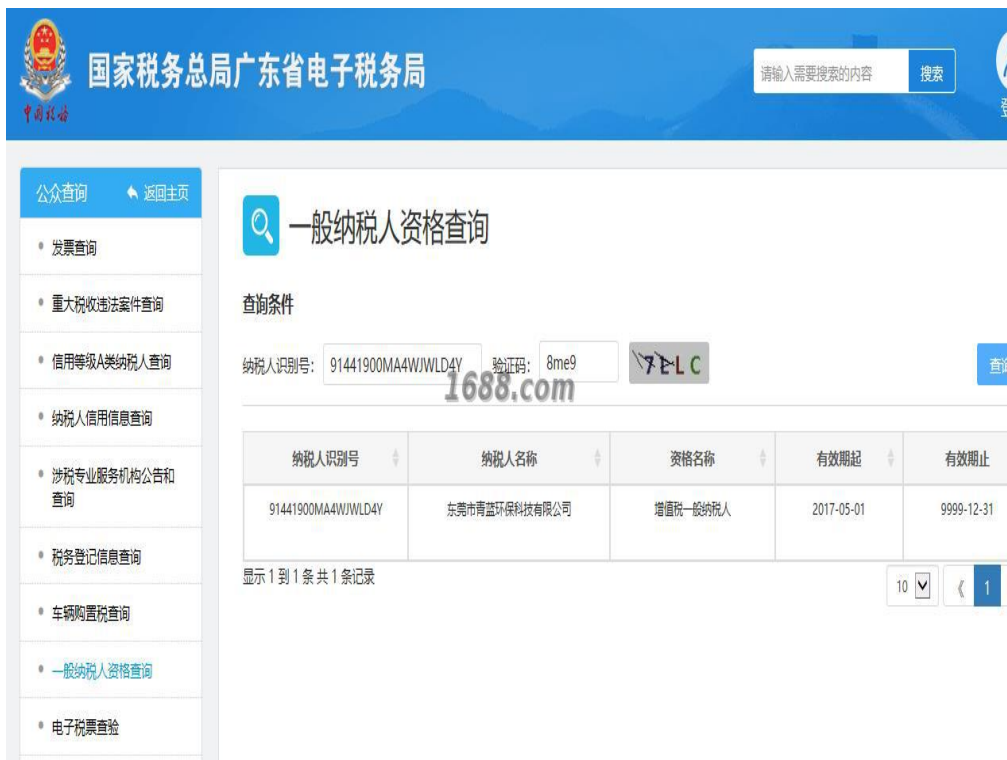 国家税务总局广东省电子税务局
中国税务
请输入需要搜索的内容
搜索
公众查询
返回主页
发票查询
重大税收违法案件查询
信用等级A类纳税人查询
纳税人信用信息查询
涉税专业服务机构公告和
查询
税务登记信息查询
车辆购置税查询
一般纳税人资格查询
电子税票查验
一般纳税人资格查询
查询条件
纳税人识别号: 91441900MA4WJWLD4Y 验证码: 8me9
1688.com
纳税人识别号 纳税人名称 资格名称 有效期起 有效期止
91441900MA4WJWLD4Y 东莞市青蓝环保科技有限公司 增值税一般纳税人 2017-05-01 9999-12-31
显示 1 到 1 条 共 1 条记录
10 《 1